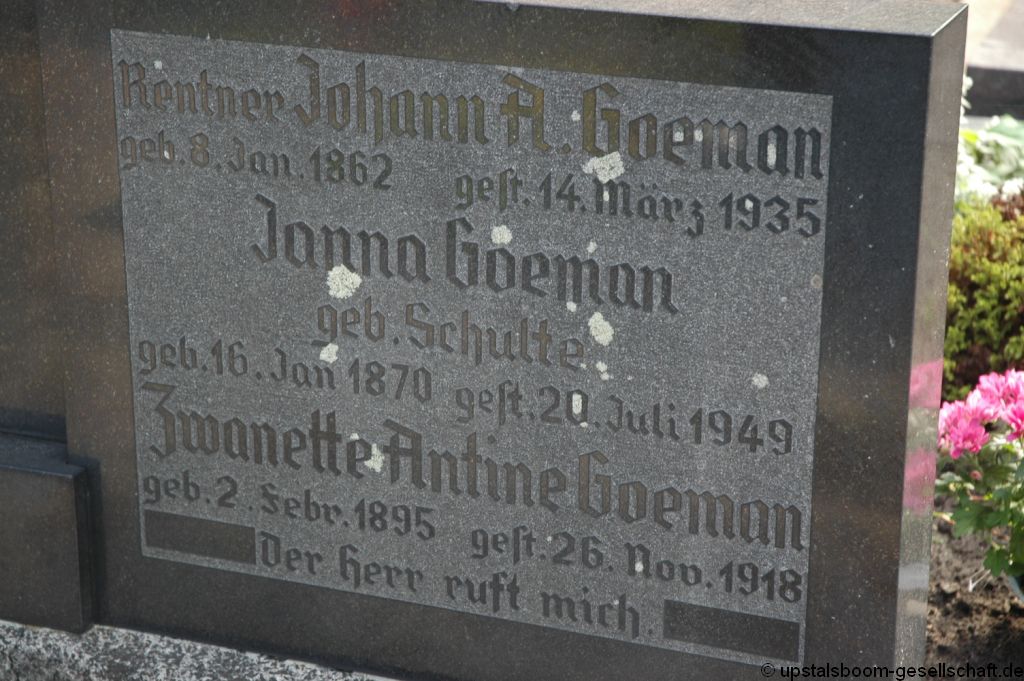 Rentner Johann A. Goeman
geb. 8. Jan. 1862 gest. 14. März 1935
Janna Goeman
geb. Schulte
geb. 16. Jan 1870 gest. 20. Juli 1949
Zwanette Antine Goeman
geb. 2. Febr. 1895 gest. 26. Nov. 1918
Der Herr ruft mich.
© upstalsboom-gesellschaft.de